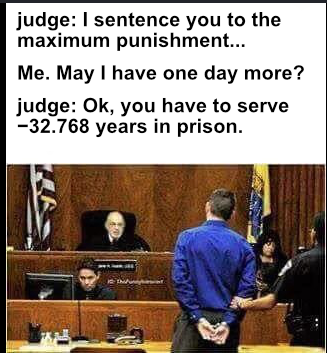 judge: I sentence you to the
maximum punishment...
Me. May I have one day more?
judge: Ok, you have to serve
−32.768 years in prison.